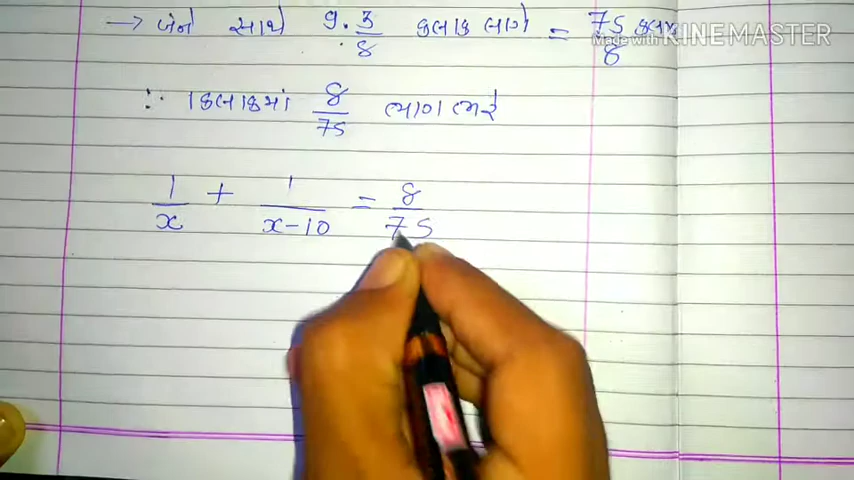 → બંને સાથે 9.3/8 કલાક લાગે = 75/8 કલાક
Made with KINEMASTER
∴ 1 કલાકમાં 8/75 ભાગ ભરે
1/x + 1/x-10 = 8/75